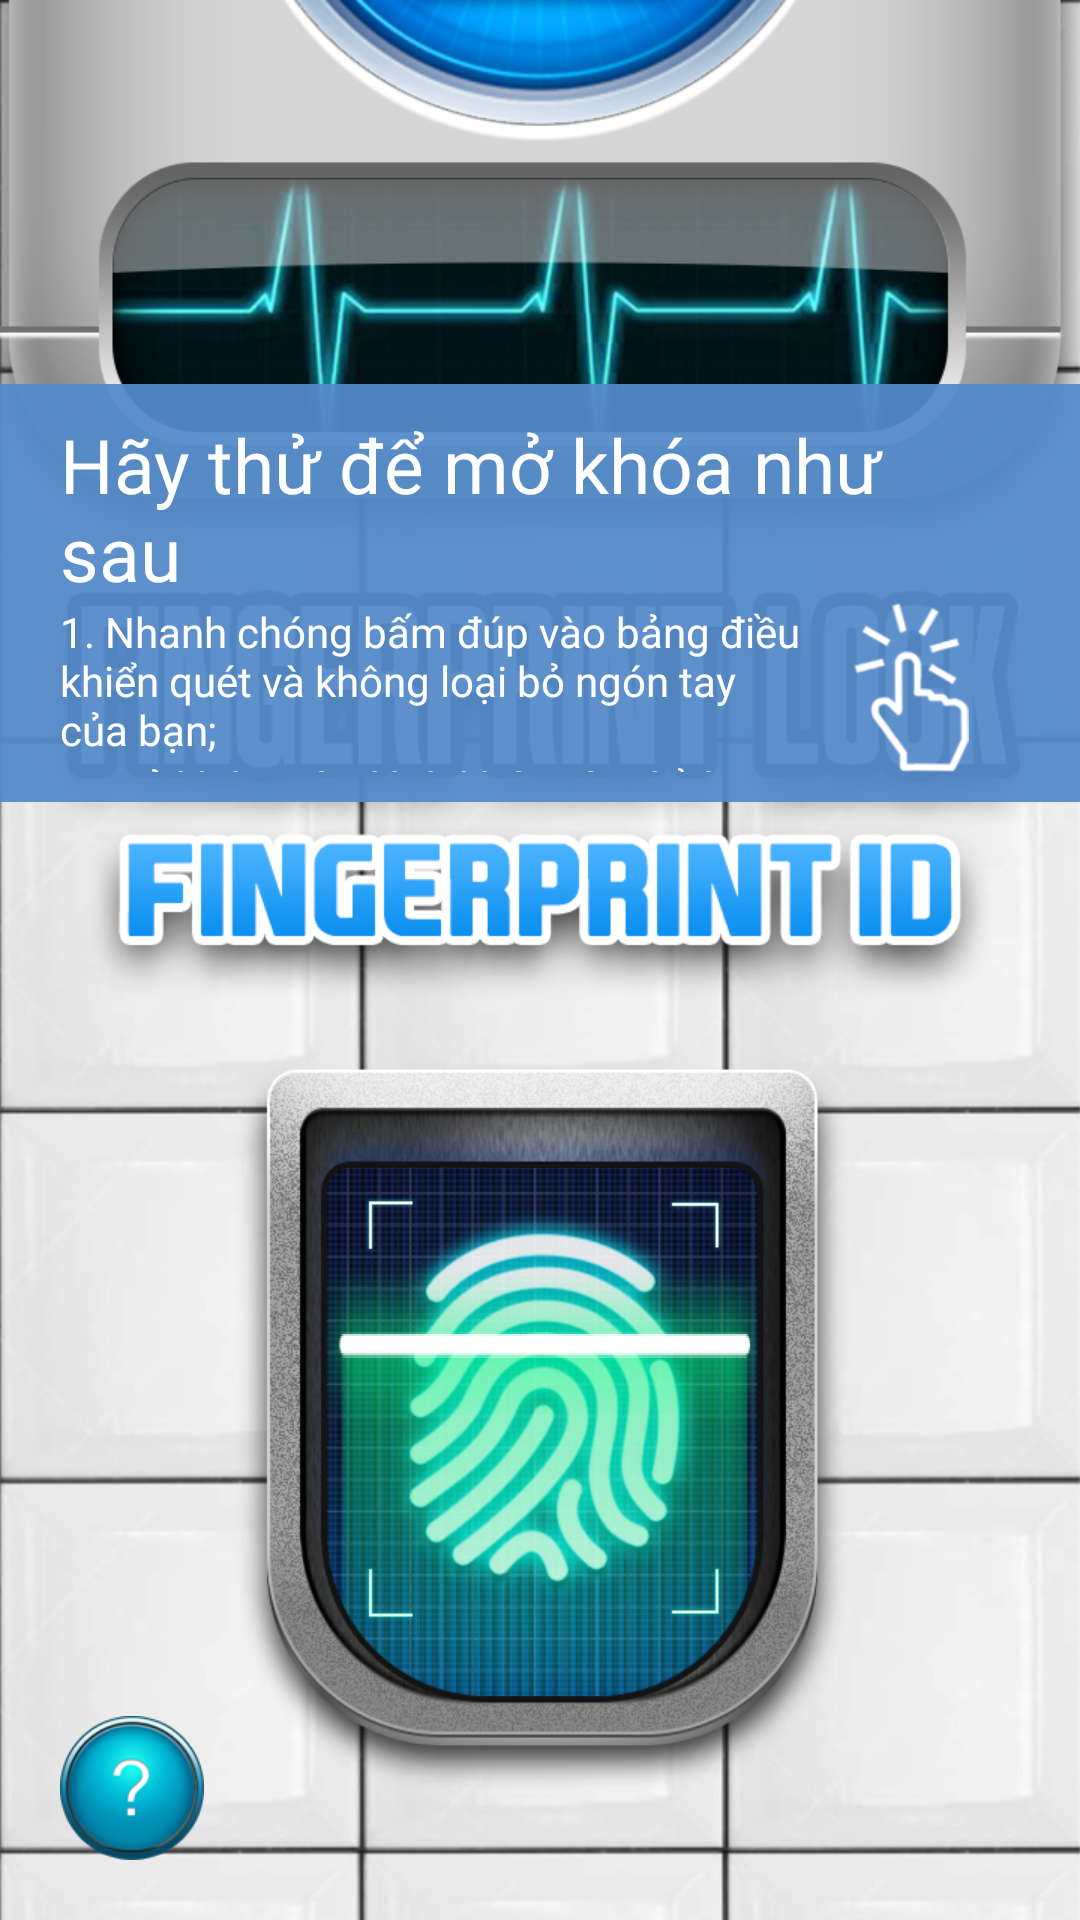 Hãy thử để mở khóa như
sau
1. Nhanh chóng bấm đúp vào bảng điều
khiển quét và không loại bỏ ngón tay
của bạn;
FINGERPRINT LOCK
FINGERPRINT ID
?